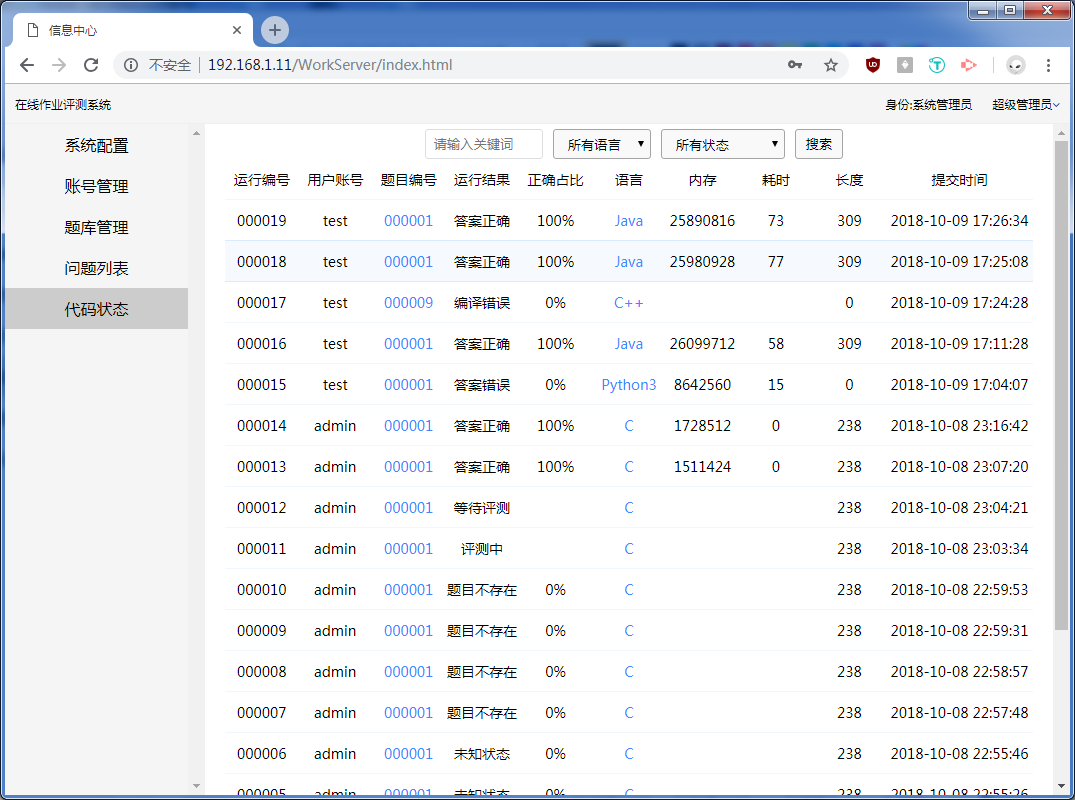 信息中心
不安全 192.168.1.11/WorkServer/index.html
在线作业评测系统 身份:系统管理员 超级管理员
系统配置
账号管理
题库管理
问题列表
代码状态
请输入关键词 所有语言 所有状态 搜索
运行编号 用户账号 题目编号 运行结果 正确占比 语言 内存 耗时 长度 提交时间
000019 test 000001 答案正确 100% Java 25890816 73 309 2018-10-09 17:26:34
000018 test 000001 答案正确 100% Java 25980928 77 309 2018-10-09 17:25:08
000017 test 000009 编译错误 0% C++ 0 2018-10-09 17:24:28
000016 test 000001 答案正确 100% Java 26099712 58 309 2018-10-09 17:11:28
000015 test 000001 答案错误 0% Python3 8642560 15 0 2018-10-09 17:04:07
000014 admin 000001 答案正确 100% C 1728512 0 238 2018-10-08 23:16:42
000013 admin 000001 答案正确 100% C 1511424 0 238 2018-10-08 23:07:20
000012 admin 000001 等待评测 C 238 2018-10-08 23:04:21
000011 admin 000001 评测中 C 238 2018-10-08 23:03:34
000010 admin 000001 题目不存在 0% C 238 2018-10-08 22:59:53
000009 admin 000001 题目不存在 0% C 238 2018-10-08 22:59:31
000008 admin 000001 题目不存在 0% C 238 2018-10-08 22:58:57
000007 admin 000001 题目不存在 0% C 238 2018-10-08 22:57:48
000006 admin 000001 未知状态 0% C 238 2018-10-08 22:55:46
000005 admin 000001 未知状态 0% C 238 2018-10-08 22:55:26